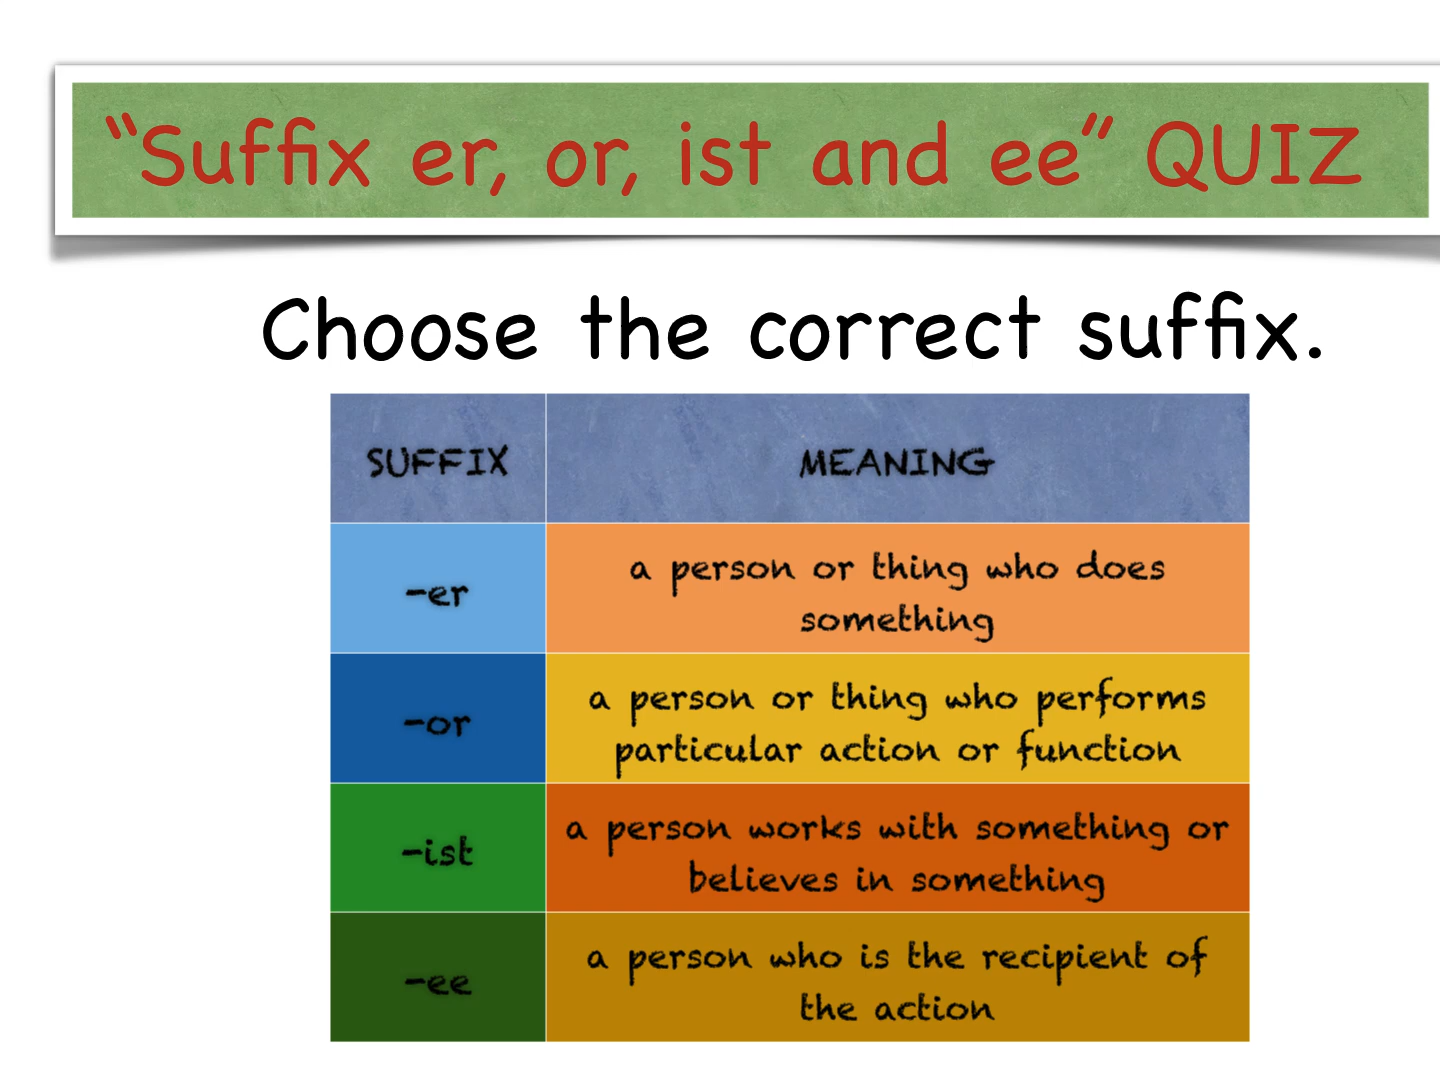 “Suffix er, or, ist and ee” QUIZ
Choose the correct suffix.
SUFFIX MEANING
-er
a person or thing who does
something
-or
a person or thing who performs
particular action or function
-ist
a person works with something or
believes in something
-ee
a person who is the recipient of
the action